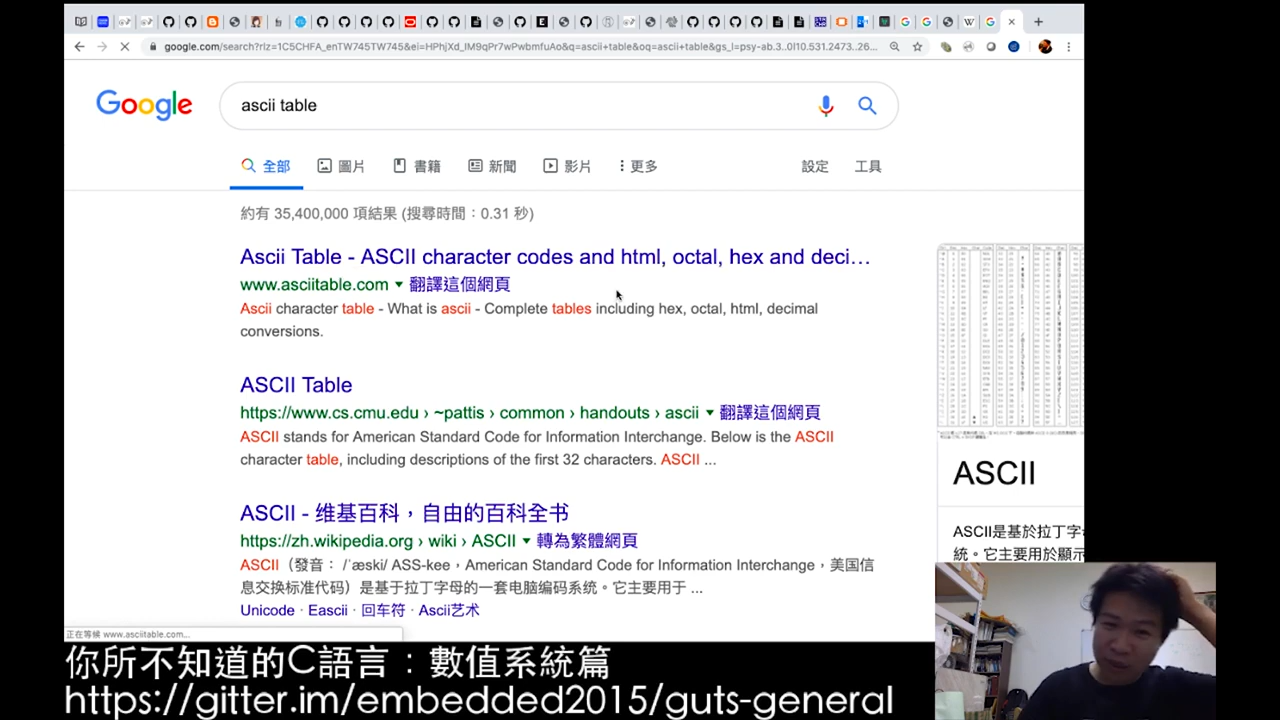 google.com/search?rlz=1C5CHFA_enTW745TW745&ei=HPhjXd_IM9qPr7wPwbmfuAo&q=ascii+table&oq=ascii+table&gs_l=psy-ab.3..0l10.531.2473..26...
Google
ascii table
全部 圖片 書籍 新聞 影片 更多 設定 工具
約有 35,400,000 項結果 (搜尋時間：0.31 秒)
Ascii Table - ASCII character codes and html, octal, hex and deci...
www.asciitable.com 翻譯這個網頁
Ascii character table - What is ascii - Complete tables including hex, octal, html, decimal
conversions.
ASCII Table
https://www.cs.cmu.edu › ~pattis › common › handouts › ascii 翻譯這個網頁
ASCII stands for American Standard Code for Information Interchange. Below is the ASCII
character table, including descriptions of the first 32 characters. ASCII ...
ASCII - 维基百科，自由的百科全书
https://zh.wikipedia.org › wiki › ASCII 轉為繁體網頁
ASCII（發音： /ˈæski/ ASS-kee，American Standard Code for Information Interchange，美国信
息交换标准代码）是基于拉丁字母的一套电脑编码系统。它主要用于 ...
Unicode · Eascii · 回车符 · Ascii艺术
ASCII
ASCII是基於拉丁字母
統。它主要用於顯示
正在等候 www.asciitable.com...
你所不知道的C語言：數值系統篇
https://gitter.im/embedded2015/guts-general